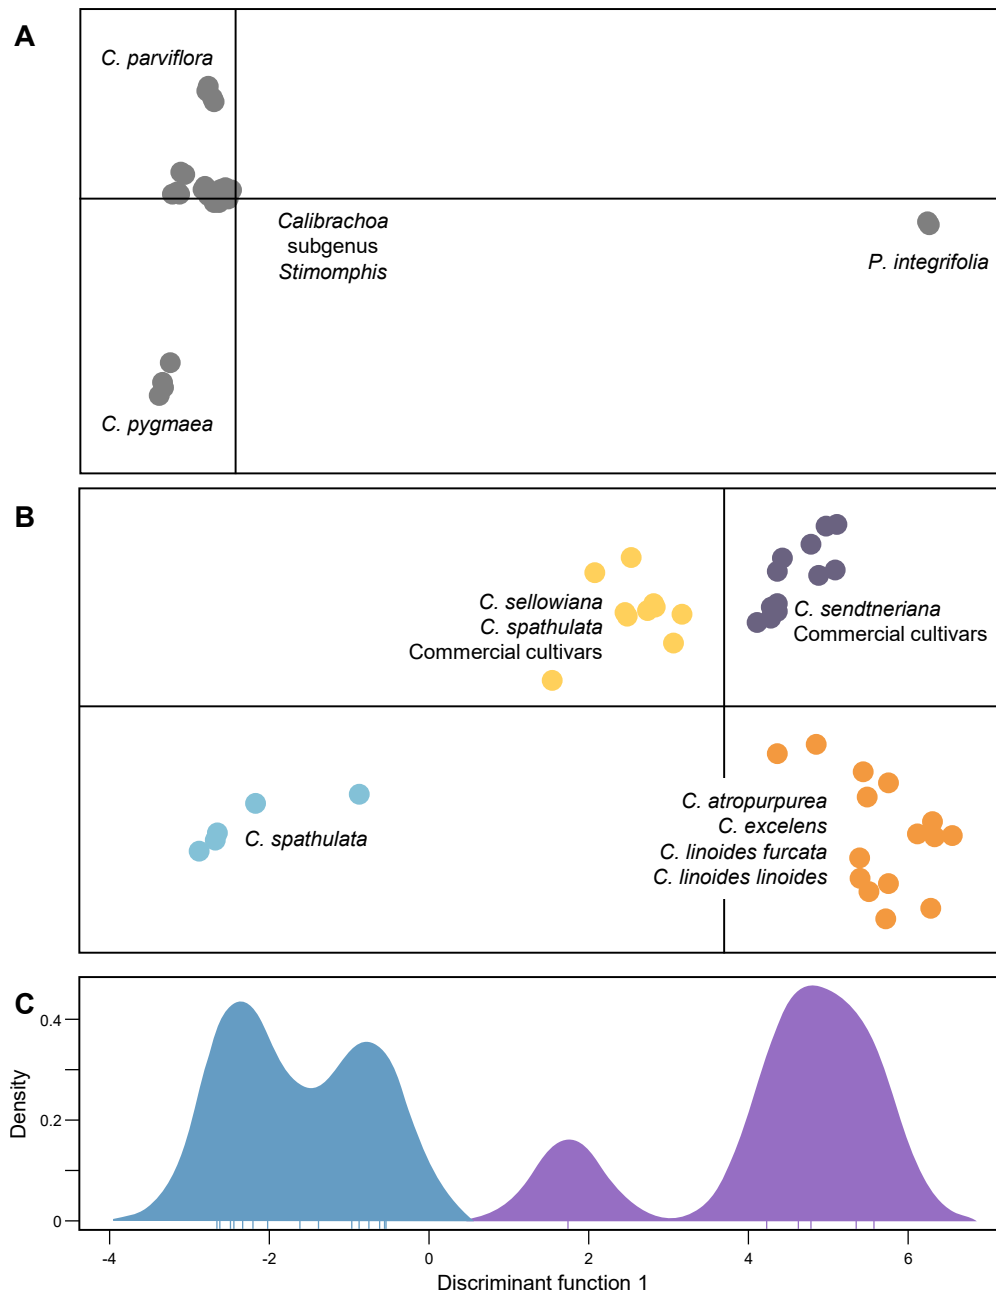 A
C. parviflora
Calibrachoa
subgenus
Stimomphis
P. integrifolia
C. pygmaea
B
C. sellowiana
C. spathulata
Commercial cultivars
C. sendtneriana
Commercial cultivars
C. spathulata
C. atropurpurea
C. excelens
C. linoides furcata
C. linoides linoides
C
Density
0.4
0.2
0
-4 -2 0 2 4 6
Discriminant function 1